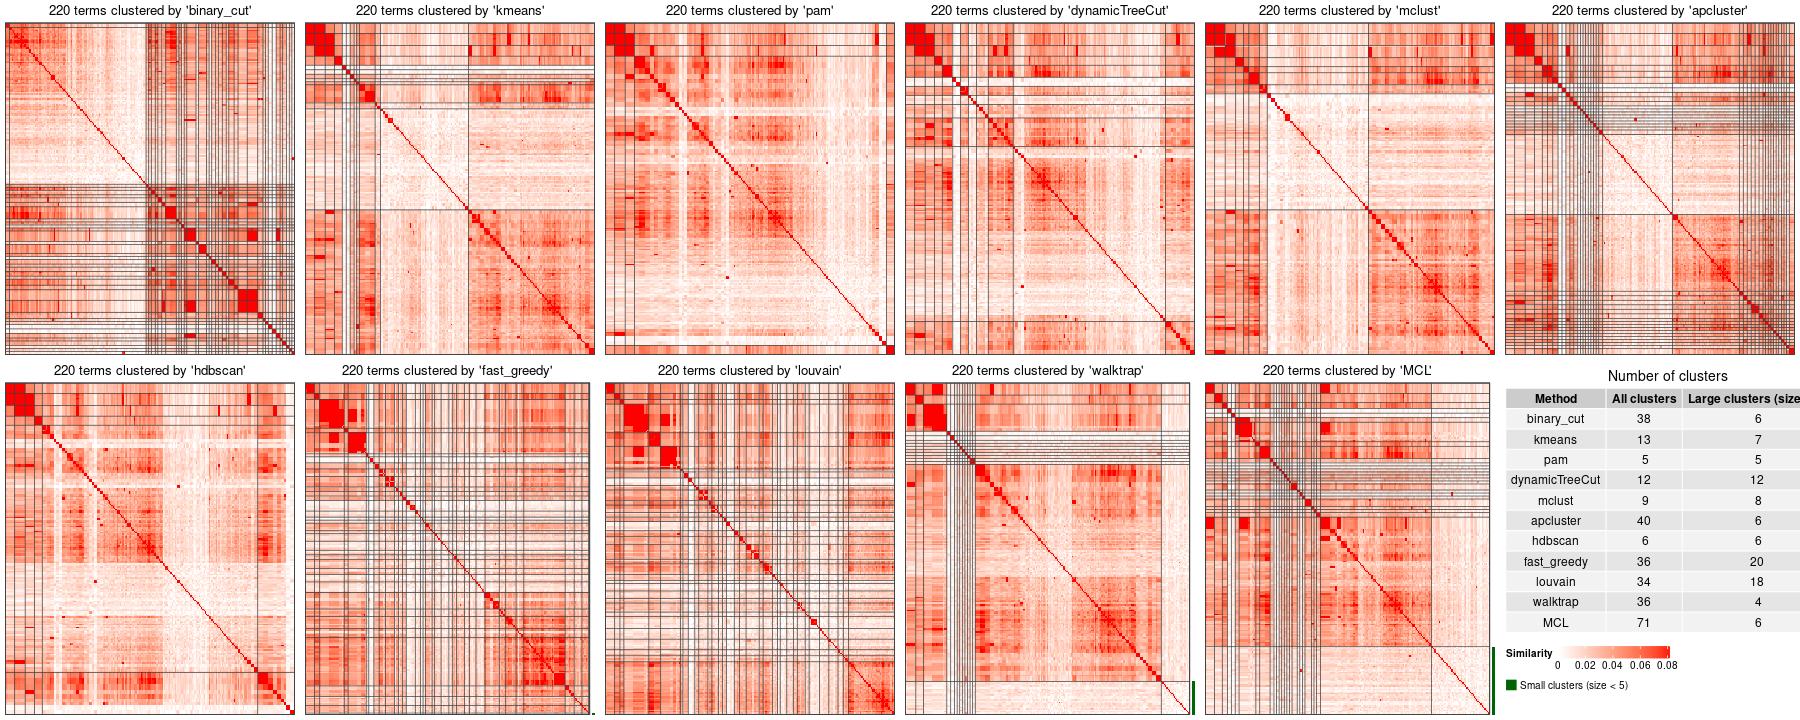 220 terms clustered by 'binary_cut'
220 terms clustered by 'kmeans'
220 terms clustered by 'pam'
220 terms clustered by 'dynamicTreeCut'
220 terms clustered by 'mclust'
220 terms clustered by 'apcluster'
220 terms clustered by 'hdbscan'
220 terms clustered by 'fast_greedy'
220 terms clustered by 'louvain'
220 terms clustered by 'walktrap'
220 terms clustered by 'MCL'
Number of clusters
Method All clusters Large clusters (size
binary_cut 38 6
kmeans 13 7
pam 5 5
dynamicTreeCut 12 12
mclust 9 8
apcluster 40 6
hdbscan 6 6
fast_greedy 36 20
louvain 34 18
walktrap 36 4
MCL 71 6
Similarity
0 0.02 0.04 0.06 0.08
Small clusters (size < 5)